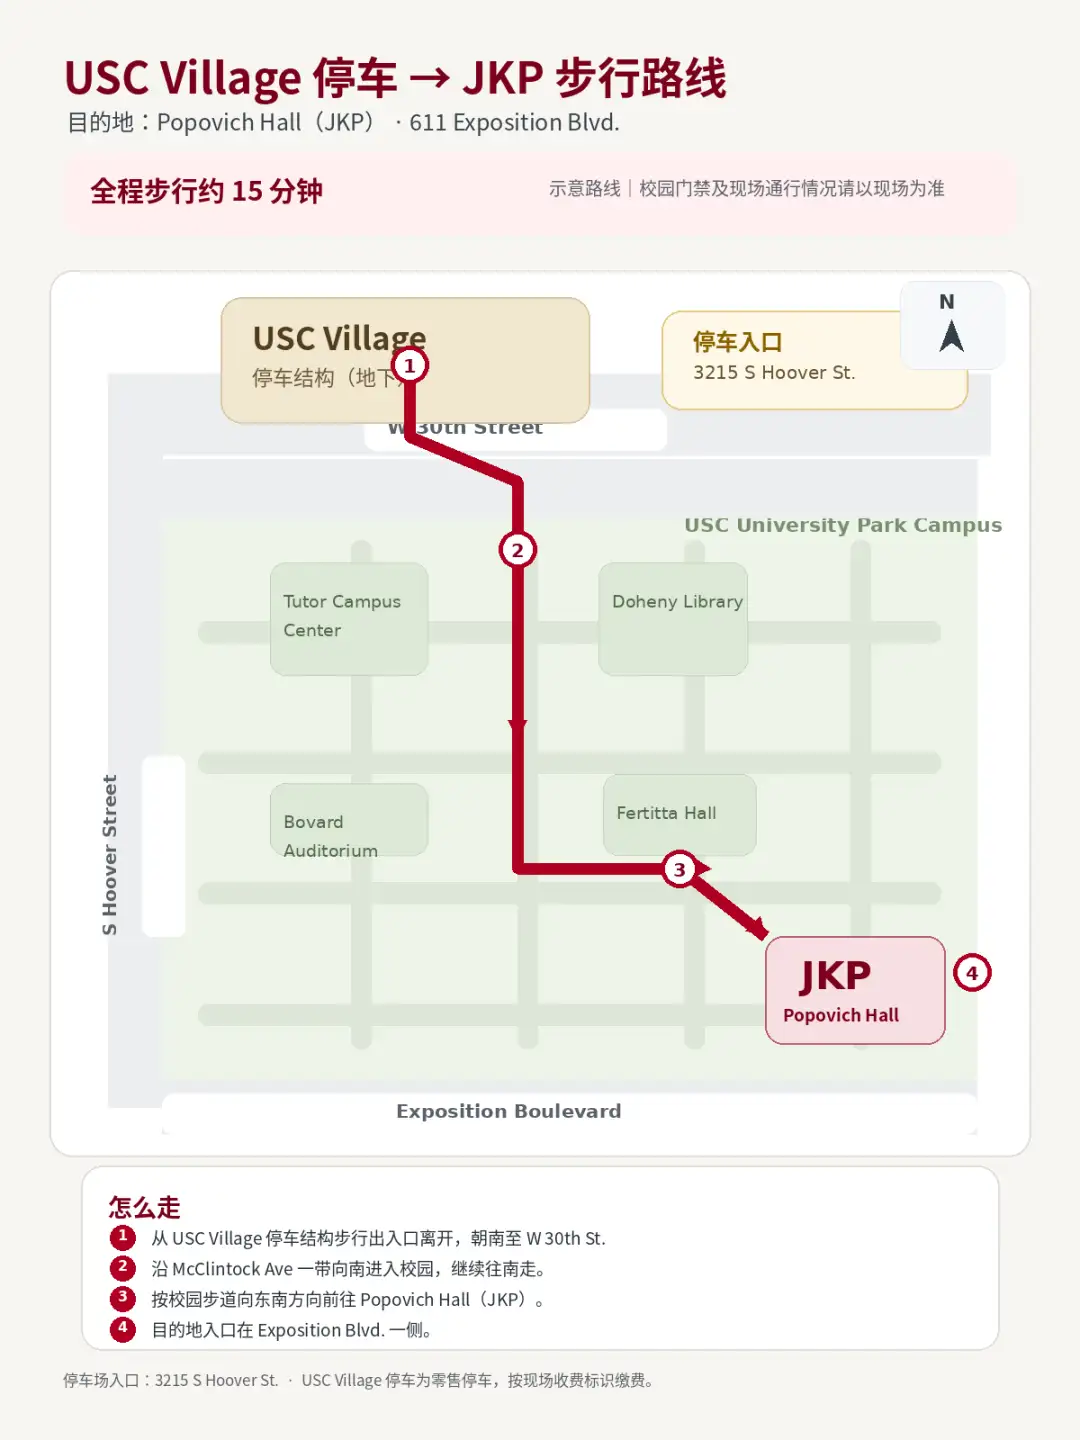 USC Village 停车 → JKP 步行路线
目的地：Popovich Hall（JKP） · 611 Exposition Blvd.
全程步行约 15 分钟
示意路线｜校园门禁及现场通行情况请以现场为准
N
USC Village
停车结构（地下）
1
停车入口
3215 S Hoover St.
W 30th Street
USC University Park Campus
2
Tutor Campus
Center
Doheny Library
S Hoover Street
Bovard
Auditorium
Fertitta Hall
3
JKP
Popovich Hall
4
Exposition Boulevard
怎么走
1 从 USC Village 停车结构步行出入口离开，朝南至 W 30th St.
2 沿 McClintock Ave 一带向南进入校园，继续往南走。
3 按校园步道向东南方向前往 Popovich Hall（JKP）。
4 目的地入口在 Exposition Blvd. 一侧。
停车场入口：3215 S Hoover St. · USC Village 停车为零售停车，按现场收费标识缴费。